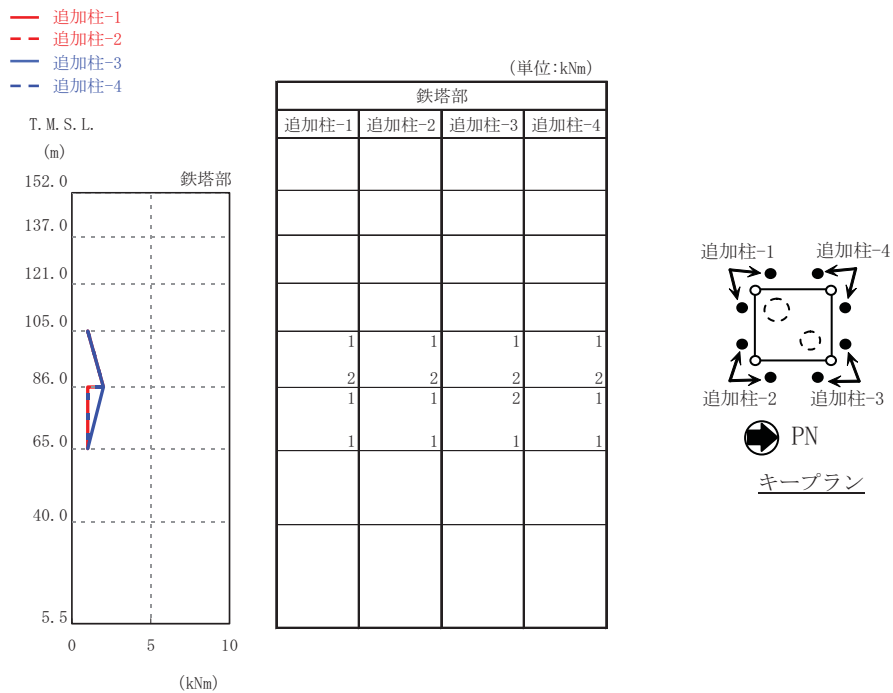 追加柱-1
追加柱-2
追加柱-3
追加柱-4
T.M.S.L.
(m)
鉄塔部
152.0
137.0
121.0
105.0
86.0
65.0
40.0
5.5
0 5 10
(kNm)
(単位:kNm)
鉄塔部
追加柱-1 追加柱-2 追加柱-3 追加柱-4
1 1 1 1
2 2 2 2
1 1 2 1
1 1 1 1
追加柱-1 追加柱-4
追加柱-2 追加柱-3
PN
キープラン